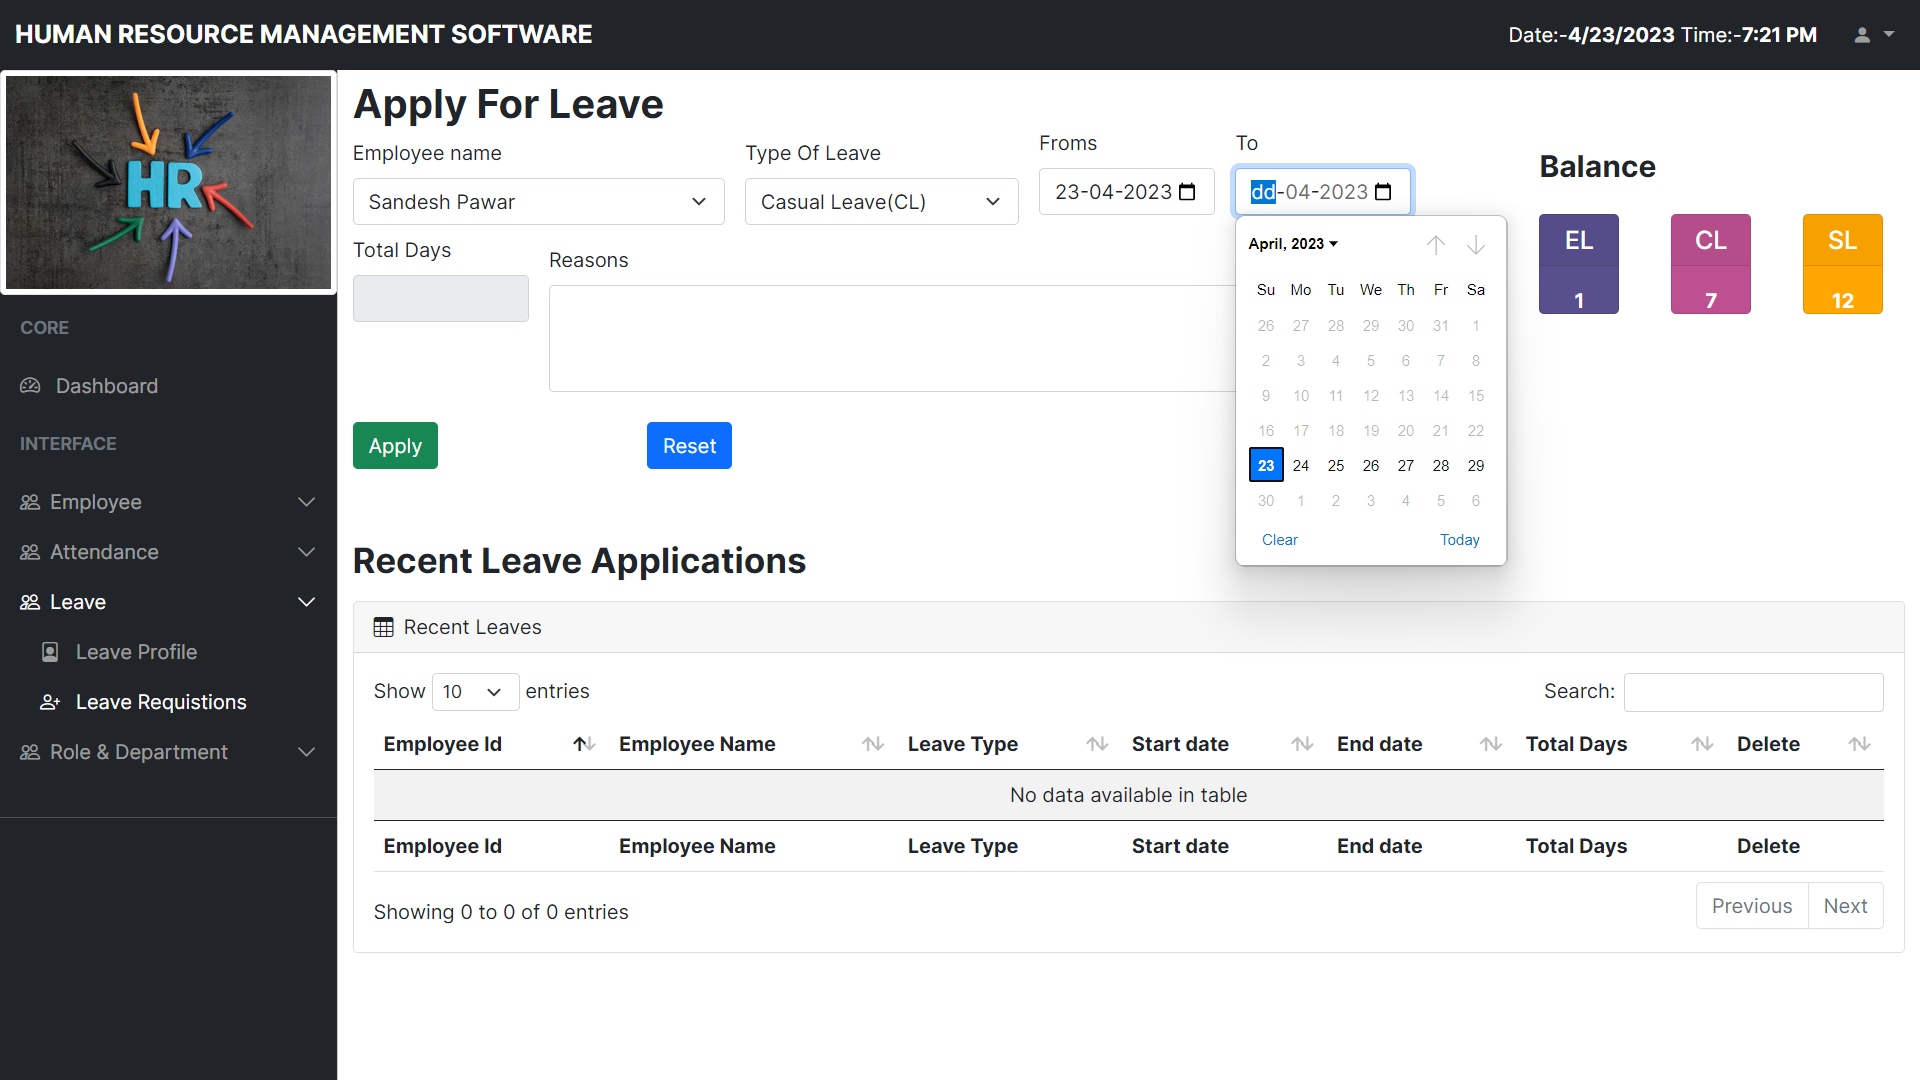 HUMAN RESOURCE MANAGEMENT SOFTWARE
Date:-4/23/2023 Time:-7:21 PM
HR
CORE
Dashboard
INTERFACE
Employee
Attendance
Leave
Leave Profile
Leave Requistions
Role & Department
Apply For Leave
Employee name
Sandesh Pawar
Type Of Leave
Casual Leave(CL)
Froms
23-04-2023
To
dd-04-2023
Total Days
Reasons
Apply
Reset
April, 2023
Su Mo Tu We Th Fr Sa
26 27 28 29 30 31 1
2 3 4 5 6 7 8
9 10 11 12 13 14 15
16 17 18 19 20 21 22
23 24 25 26 27 28 29
30 1 2 3 4 5 6
Clear Today
Balance
EL CL SL
1 7 12
Recent Leave Applications
Recent Leaves
Show 10 entries
Search:
Employee Id Employee Name Leave Type Start date End date Total Days Delete
No data available in table
Employee Id Employee Name Leave Type Start date End date Total Days Delete
Showing 0 to 0 of 0 entries
Previous Next